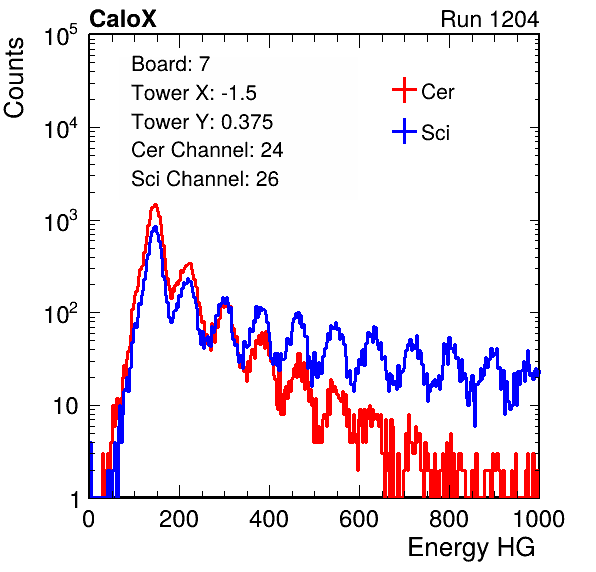 CaloX Run 1204
Counts
Board: 7
Tower X: -1.5
Tower Y: 0.375
Cer Channel: 24
Sci Channel: 26
Cer
Sci
10^5
10^4
10^3
10^2
10
1
0 200 400 600 800 1000
Energy HG